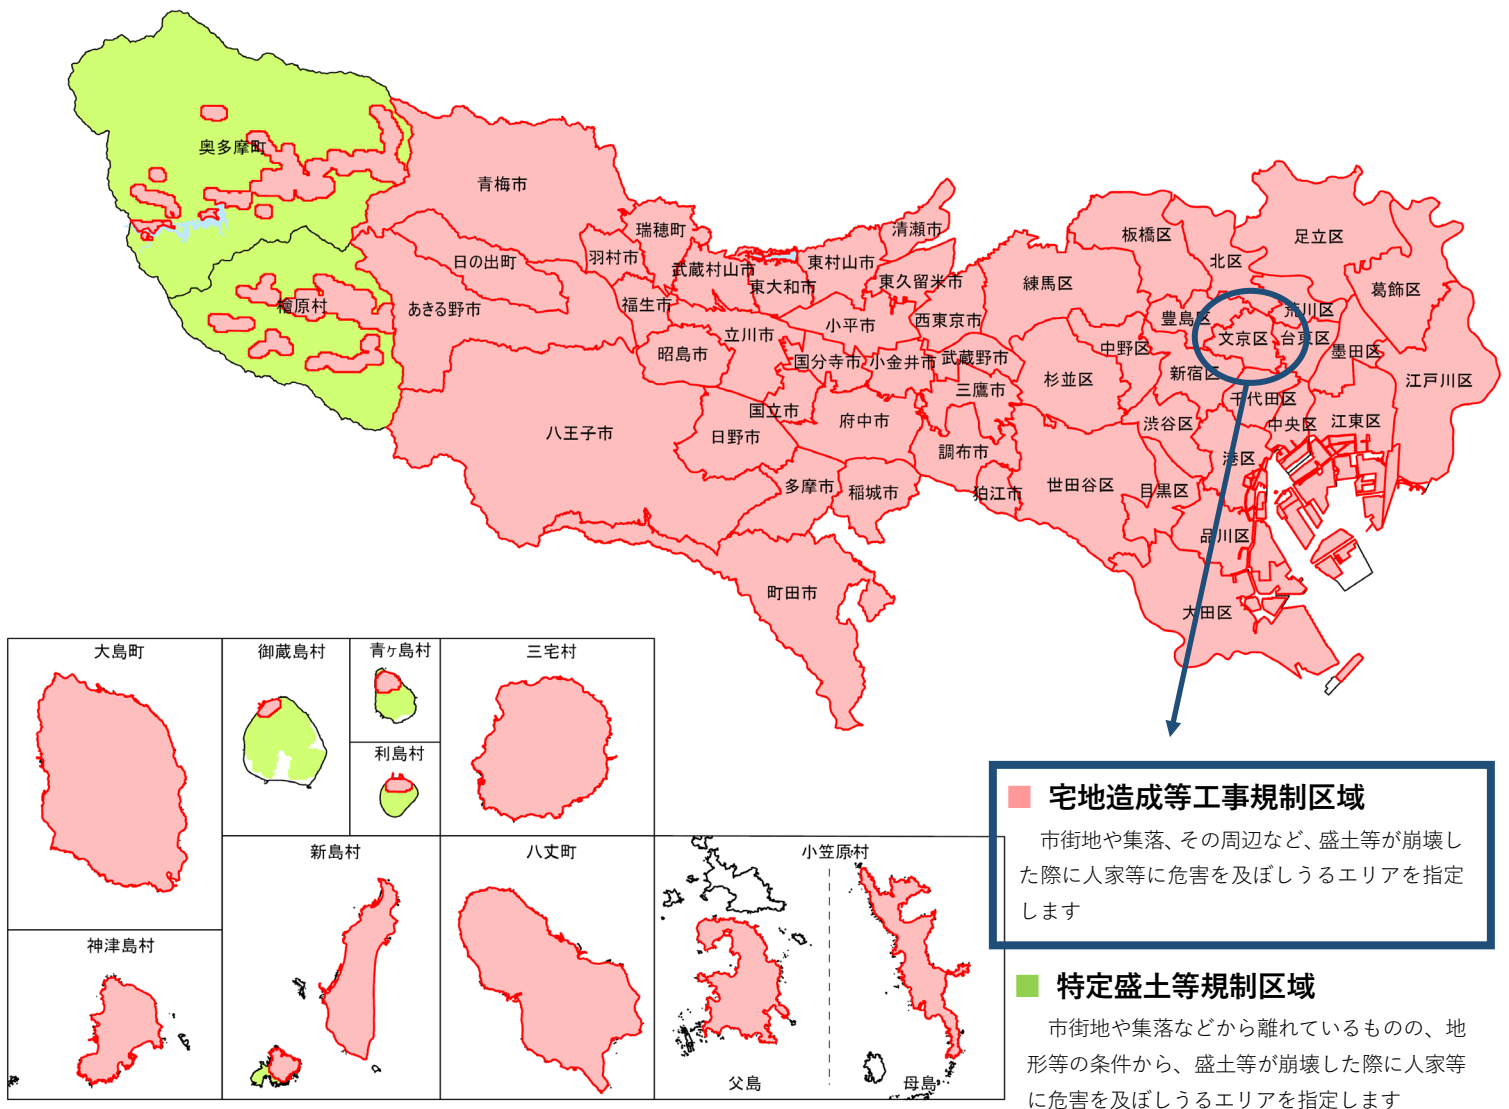 奥多摩町
檜原村
青梅市
日の出町
あきる野市
瑞穂町
羽村市
福生市
武蔵村山市
東大和市
東村山市
清瀬市
東久留米市
西東京市
小平市
立川市
昭島市
国分寺市
小金井市
武蔵野市
三鷹市
国立市
府中市
日野市
調布市
八王子市
多摩市
稲城市
狛江市
町田市
練馬区
板橋区
北区
足立区
葛飾区
荒川区
豊島区
文京区
台東区
墨田区
江戸川区
中野区
杉並区
新宿区
千代田区
渋谷区
中央区
江東区
港区
世田谷区
目黒区
品川区
大田区
大島町
御蔵島村
青ヶ島村
利島村
三宅村
神津島村
新島村
八丈町
小笠原村
父島
母島
宅地造成等工事規制区域
市街地や集落、その周辺など、盛土等が崩壊し
た際に人家等に危害を及ぼしうるエリアを指定
します
特定盛土等規制区域
市街地や集落などから離れているものの、地
形等の条件から、盛土等が崩壊した際に人家等
に危害を及ぼしうるエリアを指定します